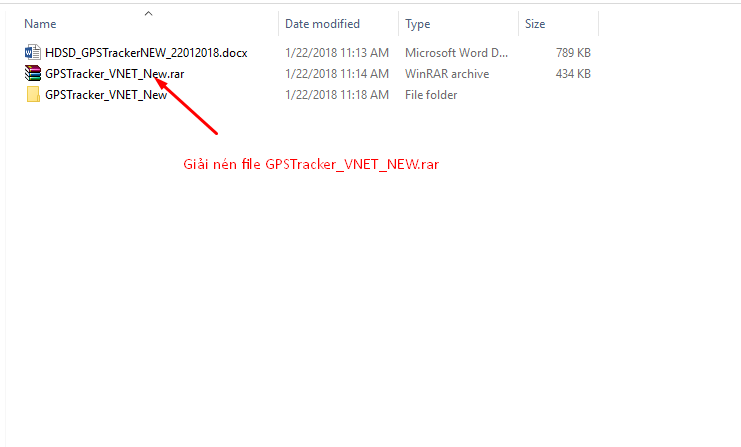 Name Date modified Type Size
HDSD_GPSTrackerNEW_22012018.docx 1/22/2018 11:13 AM Microsoft Word D... 789 KB
GPSTracker_VNET_New.rar 1/22/2018 11:14 AM WinRAR archive 434 KB
GPSTracker_VNET_New 1/22/2018 11:18 AM File folder
Giải nén file GPSTracker_VNET_NEW.rar